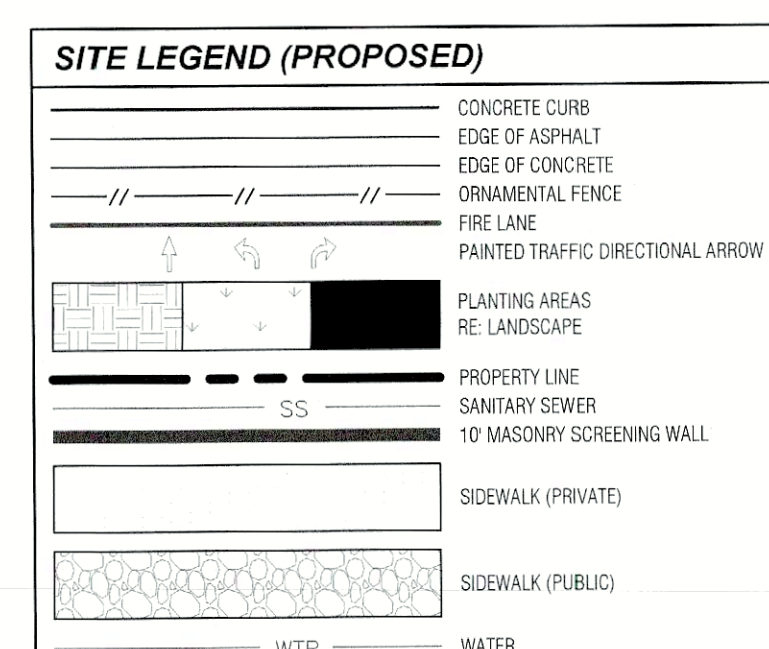 SITE LEGEND (PROPOSED)
CONCRETE CURB
EDGE OF ASPHALT
EDGE OF CONCRETE
// // // ORNAMENTAL FENCE
FIRE LANE
PAINTED TRAFFIC DIRECTIONAL ARROW
PLANTING AREAS
RE: LANDSCAPE
PROPERTY LINE
SS SANITARY SEWER
10' MASONRY SCREENING WALL
SIDEWALK (PRIVATE)
SIDEWALK (PUBLIC)
WTR WATER